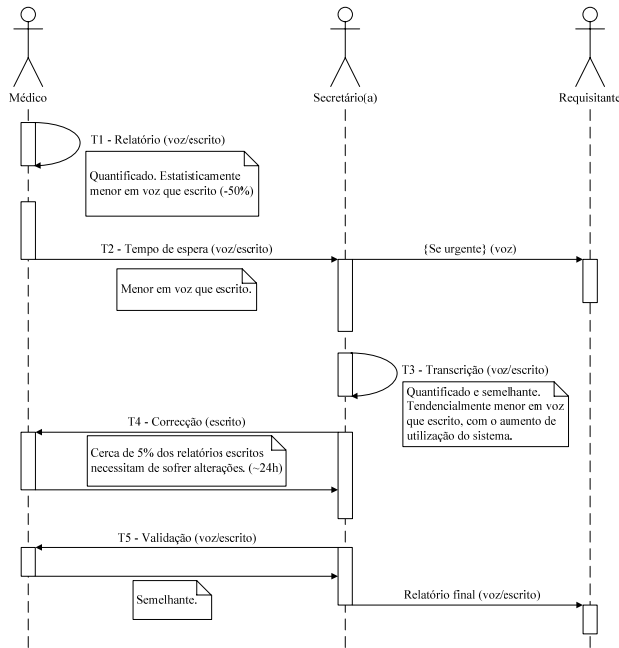 Médico
Secretário(a)
Requisitante
T1 - Relatório (voz/escrito)
Quantificado. Estatisticamente
menor em voz que escrito (-50%)
T2 - Tempo de espera (voz/escrito)
{Se urgente} (voz)
Menor em voz que escrito.
T3 - Transcrição (voz/escrito)
Quantificado e semelhante.
Tendencialmente menor em voz
que escrito, com o aumento de
utilização do sistema.
T4 - Correcção (escrito)
Cerca de 5% dos relatórios escritos
necessitam de sofrer alterações. (~24h)
T5 - Validação (voz/escrito)
Semelhante.
Relatório final (voz/escrito)